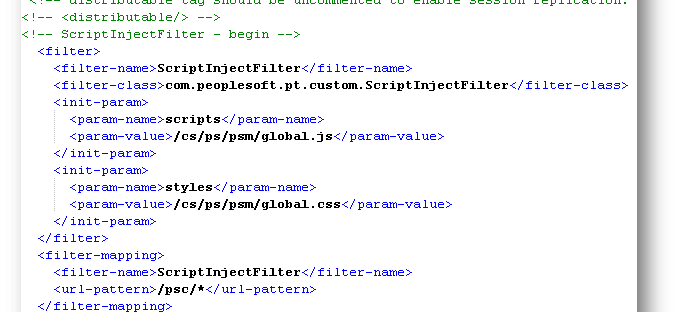 <!-- distributable tag should be uncommented to enable session replication.
<!-- <distributable/> -->
<!-- ScriptInjectFilter - begin -->
<filter>
<filter-name>ScriptInjectFilter</filter-name>
<filter-class>com.peoplesoft.pt.custom.ScriptInjectFilter</filter-class>
<init-param>
<param-name>scripts</param-name>
<param-value>/cs/ps/psm/global.js</param-value>
</init-param>
<init-param>
<param-name>styles</param-name>
<param-value>/cs/ps/psm/global.css</param-value>
</init-param>
</filter>
<filter-mapping>
<filter-name>ScriptInjectFilter</filter-name>
<url-pattern>/psc/*</url-pattern>
</filter-mapping>